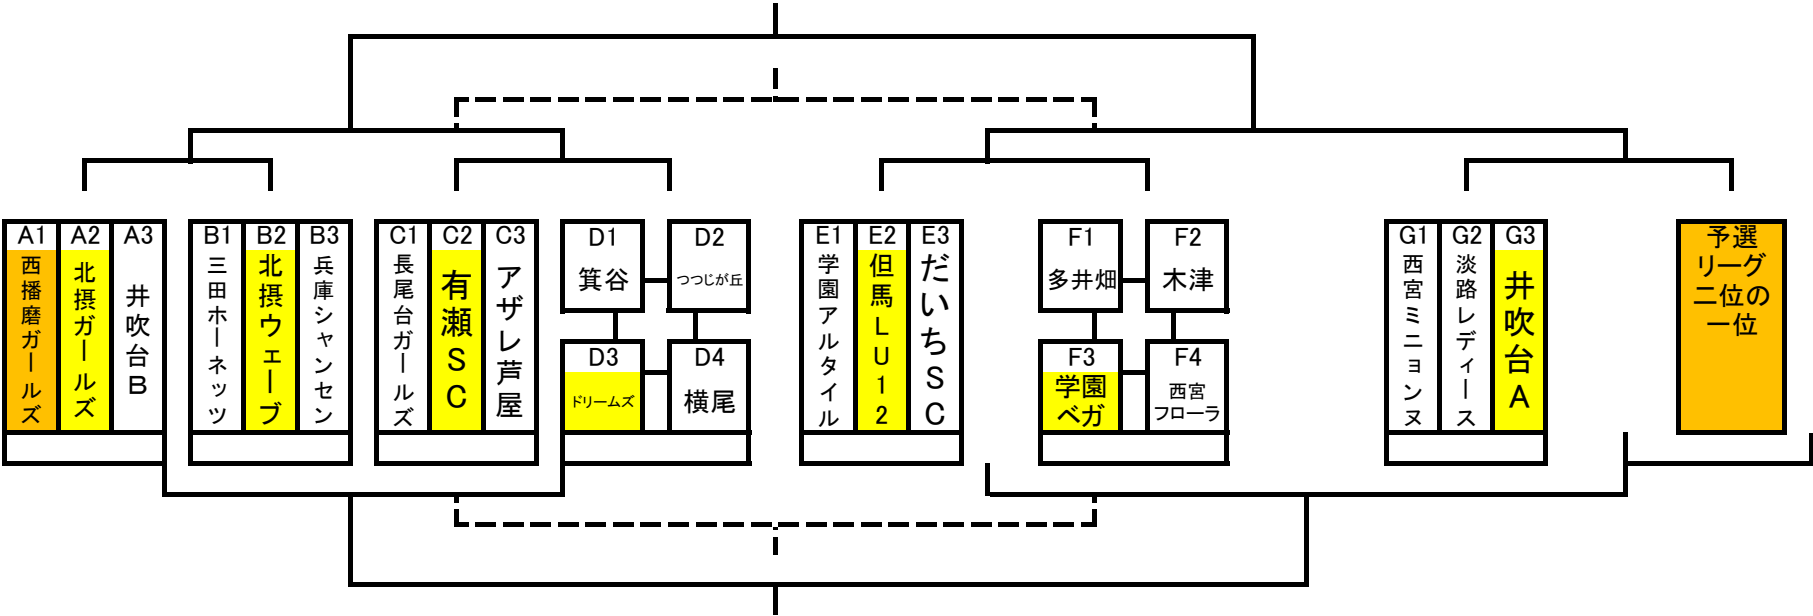 A1
西播磨ガールズ
A2
北摂ガールズ
A3
井吹台B
B1
三田ホーネッツ
B2
北摂ウェーブ
B3
兵庫シャンセン
C1
長尾台ガールズ
C2
有瀬SC
C3
アザレ芦屋
D1
箕谷
D2
つつじが丘
D3
ドリームズ
D4
横尾
E1
学園アルタイル
E2
但馬LU12
E3
だいちSC
F1
多井畑
F2
木津
F3
学園
ベガ
F4
西宮
フローラ
G1
西宮ミニョンヌ
G2
淡路レディース
G3
井吹台A
予選
リーグ
二位の
一位